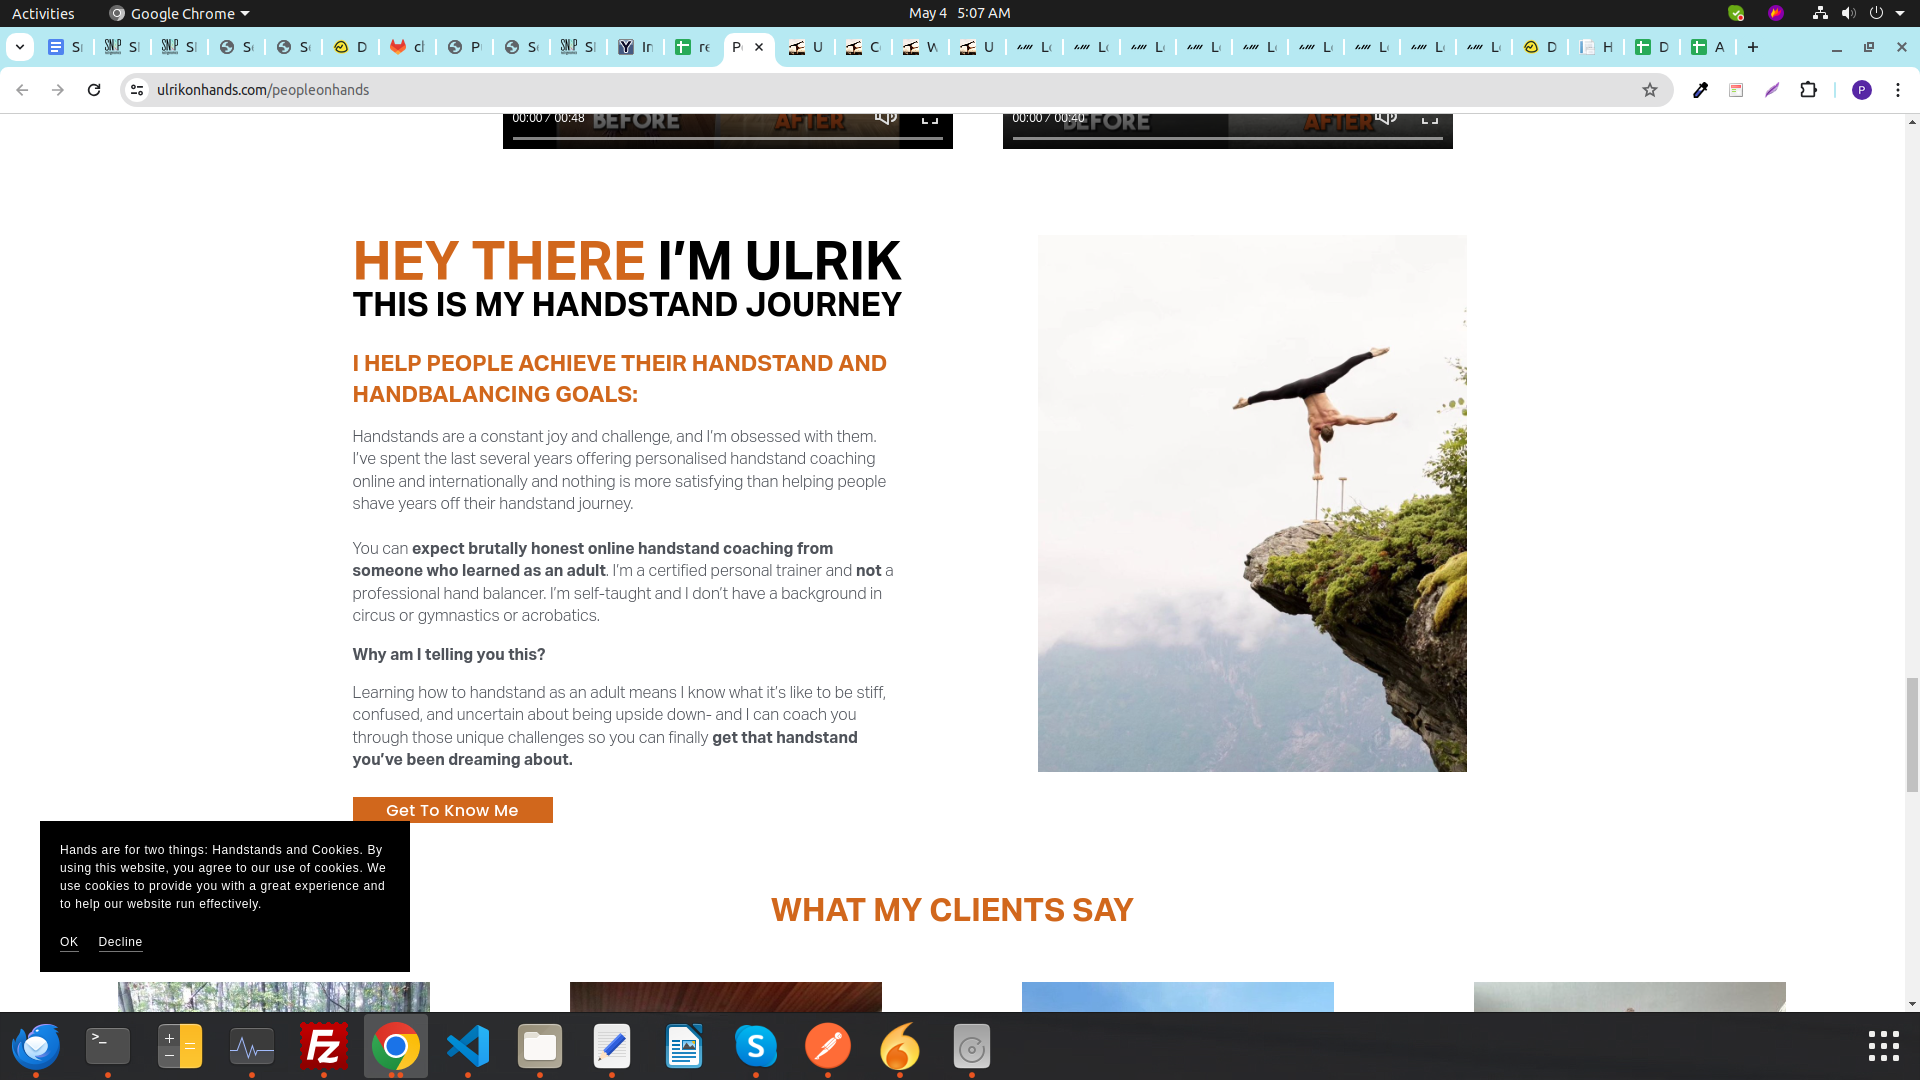 Activities
Google Chrome
May 4 5:07 AM
ulrikonhands.com/peopleonhands
00:00 / 00:48
BEFORE
AFTER
00:00 / 00:40
BEFORE
AFTER
HEY THERE I'M ULRIK
THIS IS MY HANDSTAND JOURNEY
I HELP PEOPLE ACHIEVE THEIR HANDSTAND AND
HANDBALANCING GOALS:
Handstands are a constant joy and challenge, and I'm obsessed with them.
I've spent the last several years offering personalised handstand coaching
online and internationally and nothing is more satisfying than helping people
shave years off their handstand journey.
You can expect brutally honest online handstand coaching from
someone who learned as an adult. I'm a certified personal trainer and not a
professional hand balancer. I'm self-taught and I don't have a background in
circus or gymnastics or acrobatics.
Why am I telling you this?
Learning how to handstand as an adult means I know what it's like to be stiff,
confused, and uncertain about being upside down- and I can coach you
through those unique challenges so you can finally get that handstand
you've been dreaming about.
Get To Know Me
Hands are for two things: Handstands and Cookies. By
using this website, you agree to our use of cookies. We
use cookies to provide you with a great experience and
to help our website run effectively.
OK Decline
WHAT MY CLIENTS SAY